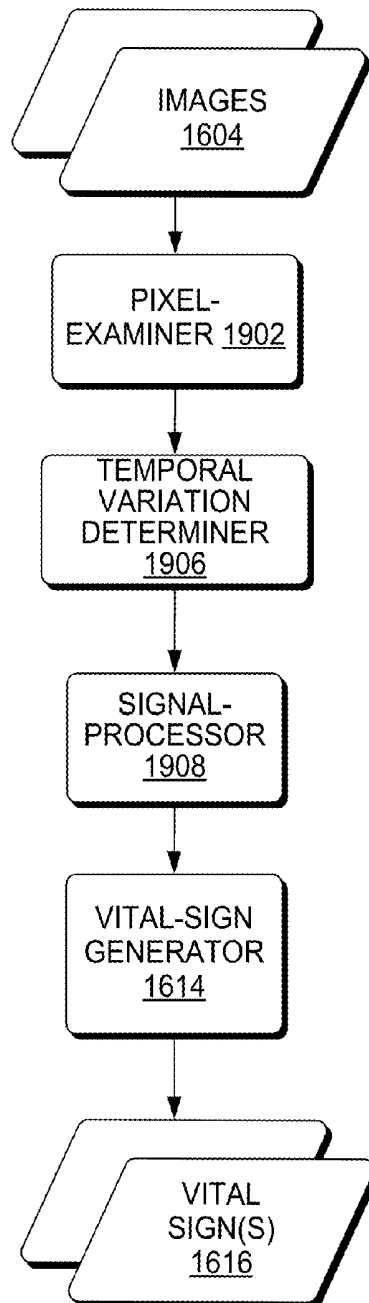 IMAGES
1604
PIXEL-
EXAMINER 1902
TEMPORAL
VARIATION
DETERMINER
1906
SIGNAL-
PROCESSOR
1908
VITAL-SIGN
GENERATOR
1614
VITAL
SIGN(S)
1616